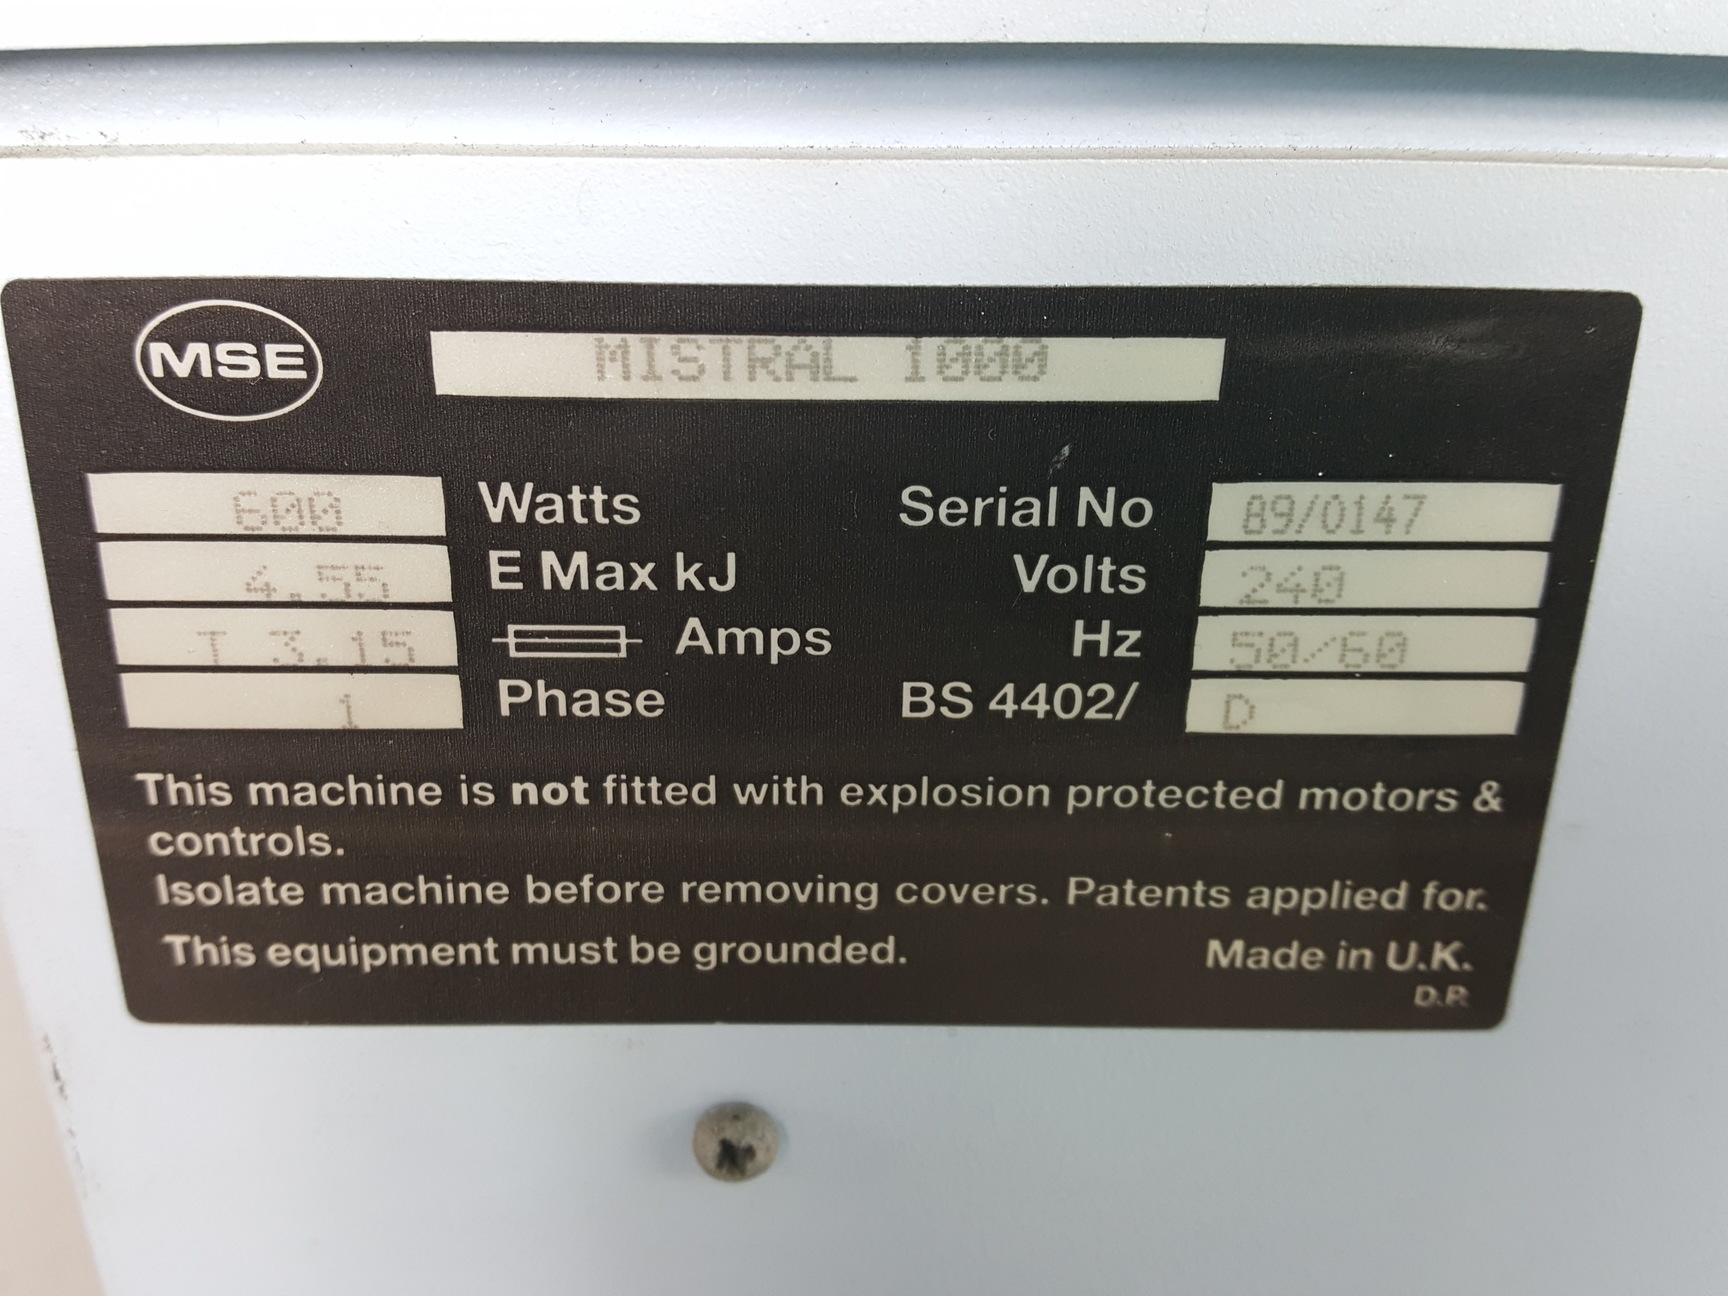 MSE MISTRAL 1000
600 Watts Serial No 89/0147
4.55 E Max kJ Volts 240
T 3.15 Amps Hz 50/60
1 Phase BS 4402/ D
This machine is not fitted with explosion protected motors &
controls.
Isolate machine before removing covers. Patents applied for.
This equipment must be grounded. Made in U.K.
D.P.